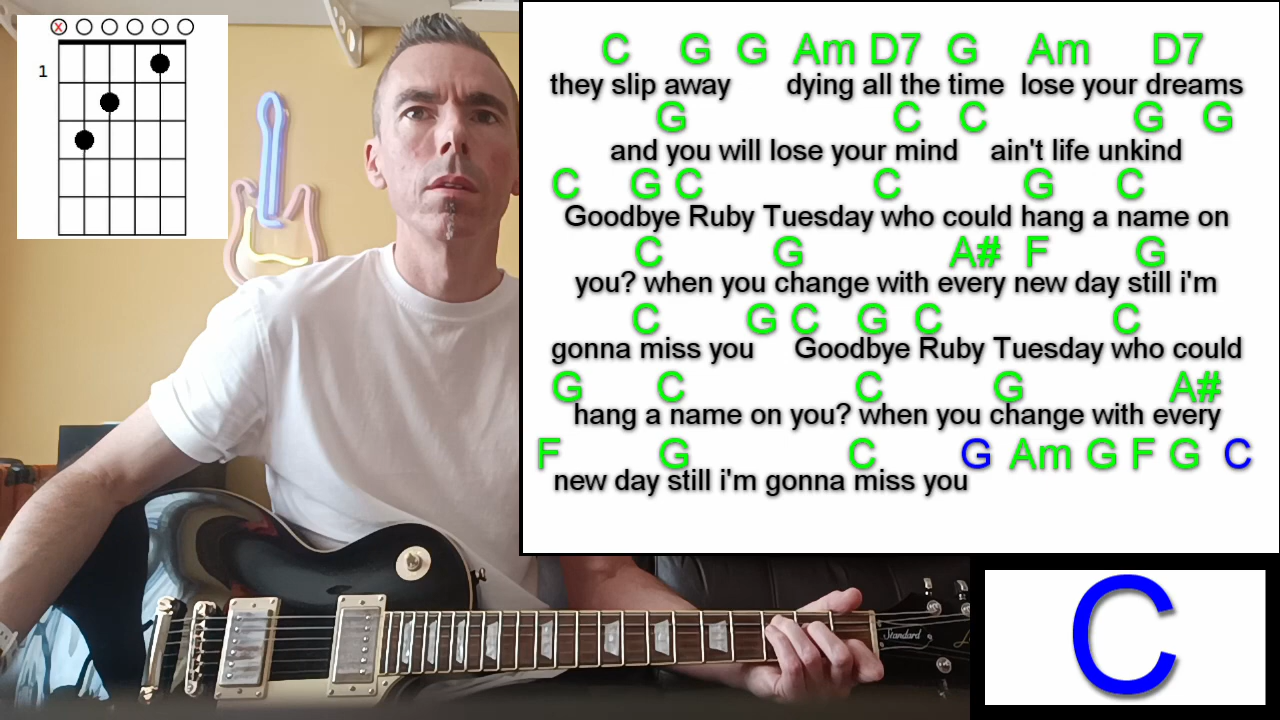 x
1
C G G Am D7 G Am D7
they slip away dying all the time lose your dreams
G C C G G
and you will lose your mind ain't life unkind
C G C C G C
Goodbye Ruby Tuesday who could hang a name on
C G A# F G
you? when you change with every new day still i'm
C G C G C C
gonna miss you Goodbye Ruby Tuesday who could
G C C G A#
hang a name on you? when you change with every
F G C G Am G F G C
new day still i'm gonna miss you
Standard
C